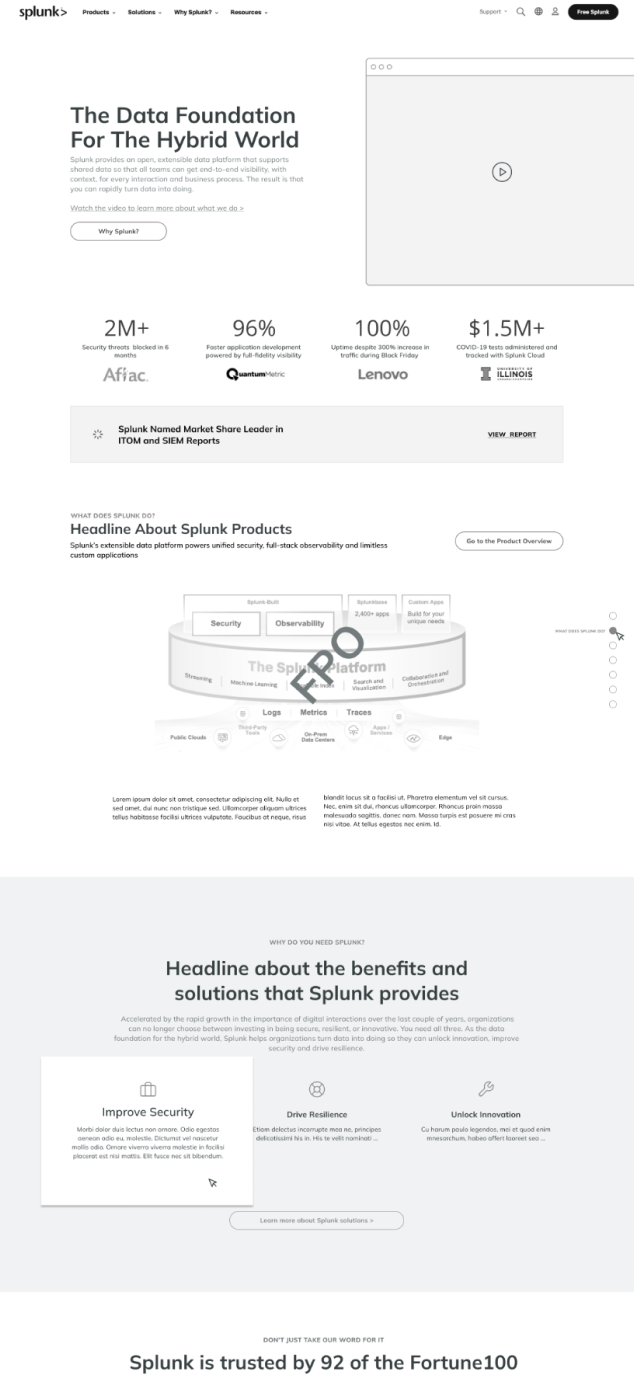 splunk>
Products
Solutions
Why Splunk?
Resources
Support
Free Splunk
The Data Foundation
For The Hybrid World
Splunk provides an open, extensible data platform that supports
shared data so that all teams can get end-to-end visibility, with
context, for every interaction and business process. The result is that
you can rapidly turn data into doing.
Watch the video to learn more about what we do >
Why Splunk?
2M+
Security threats blocked in 6
months
Aflac
96%
Faster application development
powered by full-fidelity visibility
QuantumMetric
100%
Uptime despite 300% increase in
traffic during Black Friday
Lenovo
$1.5M+
COVID-19 tests administered and
tracked with Splunk Cloud
UNIVERSITY OF
ILLINOIS
Splunk Named Market Share Leader in
ITOM and SIEM Reports
VIEW REPORT
WHAT DOES SPLUNK DO?
Headline About Splunk Products
Splunk's extensible data platform powers unified security, full-stack observability and limitless
custom applications
Go to the Product Overview
WHAT DOES SPLUNK DO?
Splunk-Built
Security
Observability
Splunkbase
2,400+ apps
Custom Apps
Build for your
unique needs
FPO
The Splunk Platform
Streaming
Machine Learning
Index
Search and
Visualization
Collaboration and
Orchestration
Logs
Metrics
Traces
Public Clouds
Third-Party
Tools
On-Prem
Data Centers
Apps /
Services
Edge
Lorem ipsum dolor sit amet, consectetur adipiscing elit. Nulla et
sed amet, dui nunc non tristique sed. Ullamcorper aliquam ultrices
tellus habitasse facilisi ultrices vulputate. Faucibus at neque, risus
blandit lacus sit a facilisi ut. Pharetra elementum vel sit cursus.
Nec, enim sit dui, rhoncus ullamcorper. Rhoncus proin massa
malesuada sagittis, donec nam. Massa turpis est posuere mi cras
nisi vitae. At tellus egestas nec enim. Id.
WHY DO YOU NEED SPLUNK?
Headline about the benefits and
solutions that Splunk provides
Accelerated by the rapid growth in the importance of digital interactions over the last couple of years, organizations
can no longer choose between investing in being secure, resilient, or innovative. You need all three. As the data
foundation for the hybrid world, Splunk helps organizations turn data into doing so they can unlock innovation, improve
security and drive resilience.
Improve Security
Morbi dolor duis lectus non ornare. Odio egestas
aenean odio eu, molestie. Dictumst vel nascetur
mollis odio. Ornare viverra viverra molestie in facilisi
placerat est nisi mattis. Elit fusce nec sit bibendum.
Drive Resilience
Etiam delectus incorrupte mea ne, principes
delicatissimi his in. His te velit nominati ...
Unlock Innovation
Cu harum paulo legendos, mei et quod enim
mnesarchum, habeo affert laoreet sea ...
Learn more about Splunk solutions >
DON'T JUST TAKE OUR WORD FOR IT
Splunk is trusted by 92 of the Fortune100